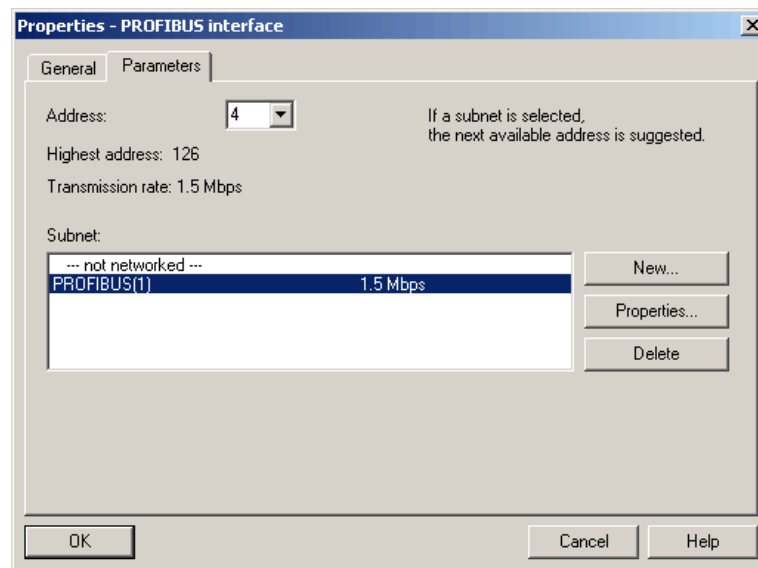 Properties - PROFIBUS interface
General Parameters
Address: 4
If a subnet is selected,
the next available address is suggested.
Highest address: 126
Transmission rate: 1.5 Mbps
Subnet:
--- not networked ---
PROFIBUS(1) 1.5 Mbps
New...
Properties...
Delete
OK Cancel Help